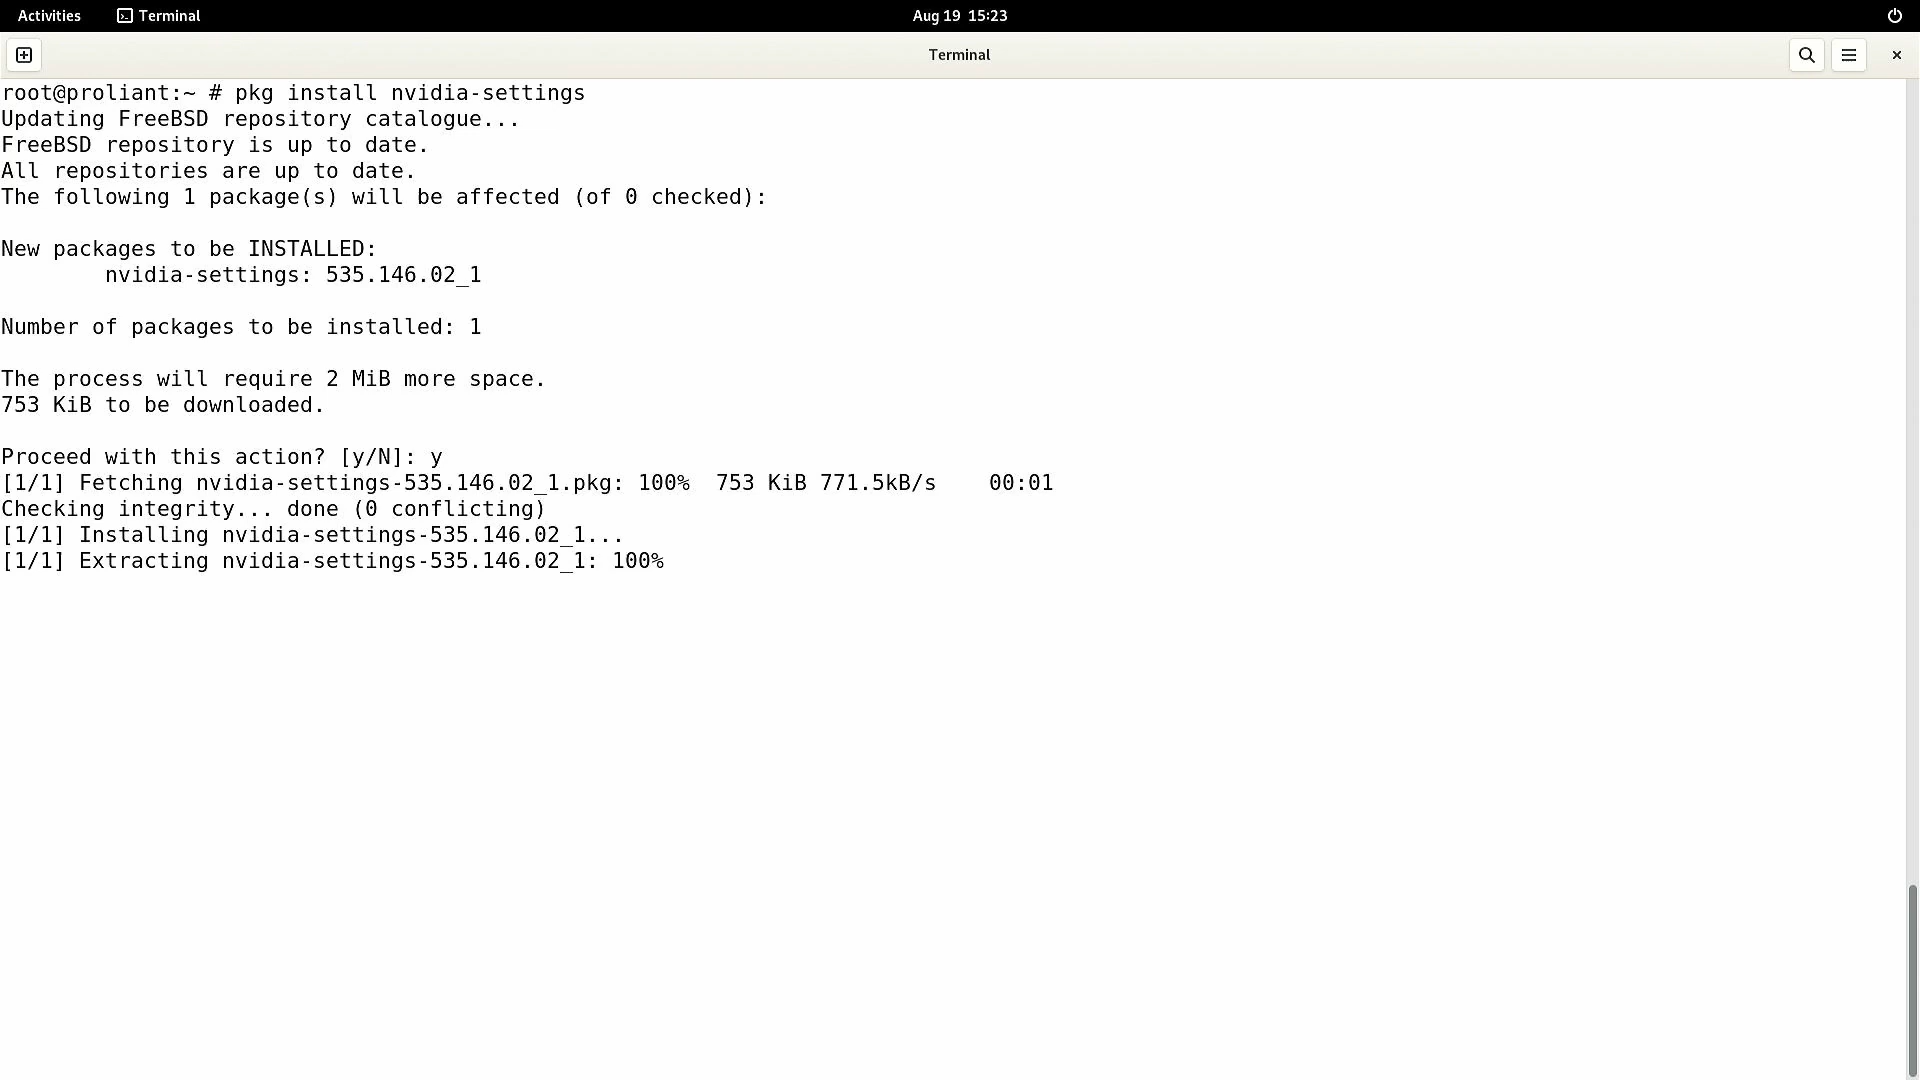 Activities Terminal Aug 19 15:23
Terminal
root@proliant:~ # pkg install nvidia-settings
Updating FreeBSD repository catalogue...
FreeBSD repository is up to date.
All repositories are up to date.
The following 1 package(s) will be affected (of 0 checked):
New packages to be INSTALLED:
nvidia-settings: 535.146.02_1
Number of packages to be installed: 1
The process will require 2 MiB more space.
753 KiB to be downloaded.
Proceed with this action? [y/N]: y
[1/1] Fetching nvidia-settings-535.146.02_1.pkg: 100%  753 KiB 771.5kB/s    00:01
Checking integrity... done (0 conflicting)
[1/1] Installing nvidia-settings-535.146.02_1...
[1/1] Extracting nvidia-settings-535.146.02_1: 100%